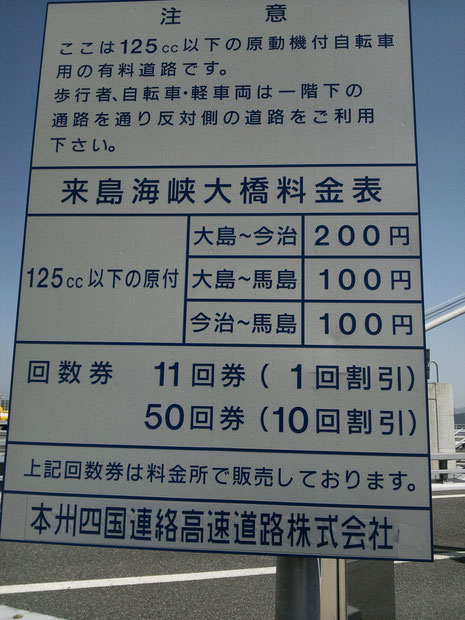 注 意
ここは125cc以下の原動機付自転車
用の有料道路です。
歩行者、自転車・軽車両は一階下の
通路を通り反対側の道路をご利用
下さい。
来島海峡大橋料金表
125cc以下の原付
大島~今治 200円
大島~馬島 100円
今治~馬島 100円
回数券 11回券(1回割引)
50回券(10回割引)
上記回数券は料金所で販売しております。
本州四国連絡高速道路株式会社